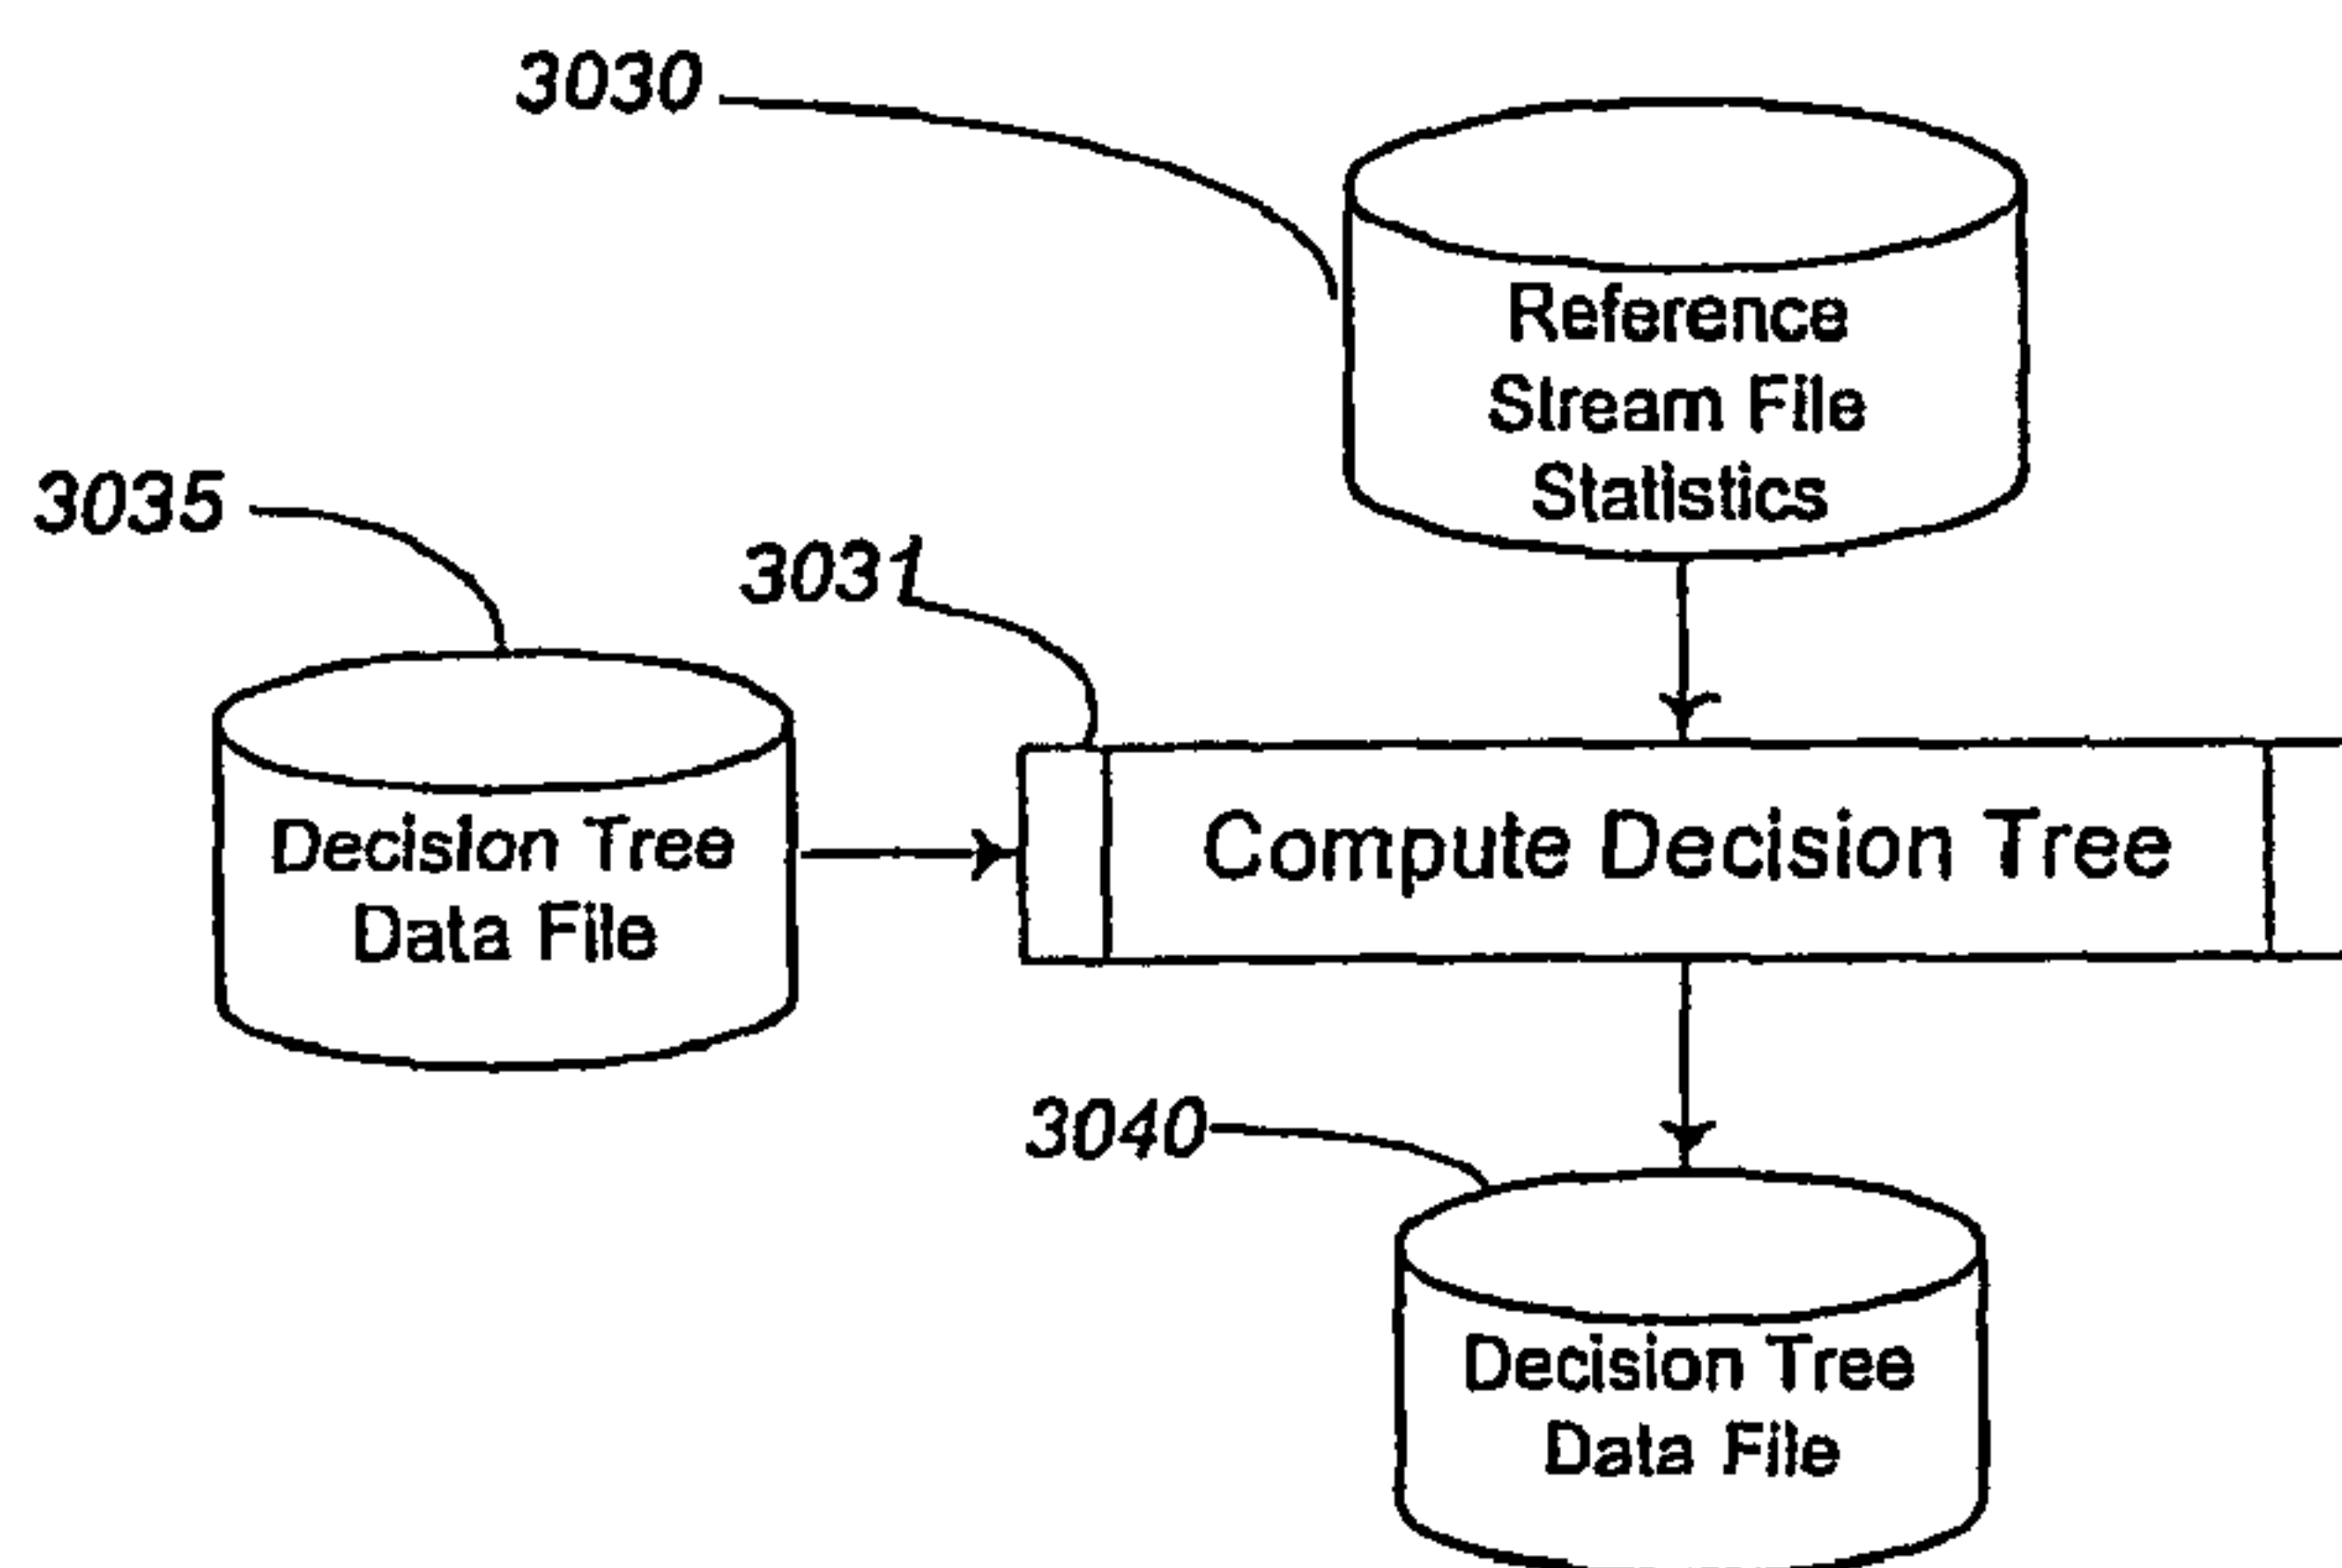 3030
Reference
Stream File
Statistics
3035
3031
Decision Tree
Data File
Compute Decision Tree
3040
Decision Tree
Data File